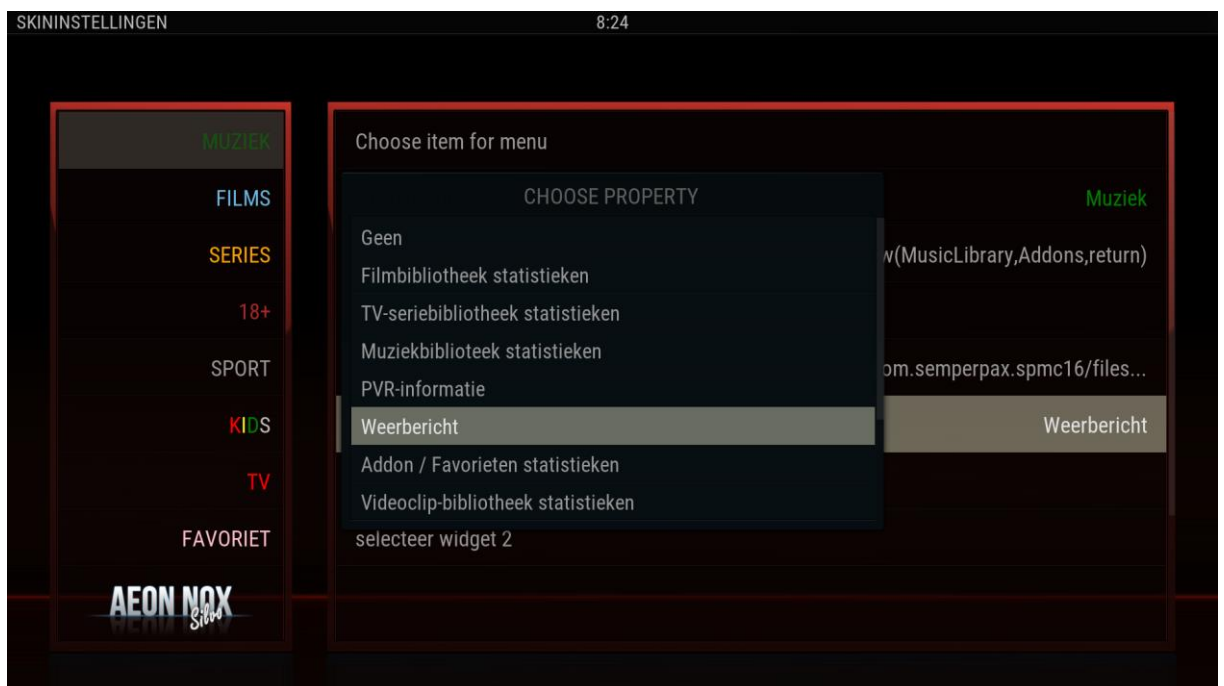 SKININSTELLINGEN
8:24
MUZIEK
FILMS
SERIES
18+
SPORT
KIDS
TV
FAVORIET
AEON NOX
Silvo
Choose item for menu
Muziek
w(MusicLibrary,Addons,return)
om.semperpax.spmc16/files...
Weerbericht
selecteer widget 2
CHOOSE PROPERTY
Geen
Filmbibliotheek statistieken
TV-seriebibliotheek statistieken
Muziekbiblioteek statistieken
PVR-informatie
Weerbericht
Addon / Favorieten statistieken
Videoclip-bibliotheek statistieken